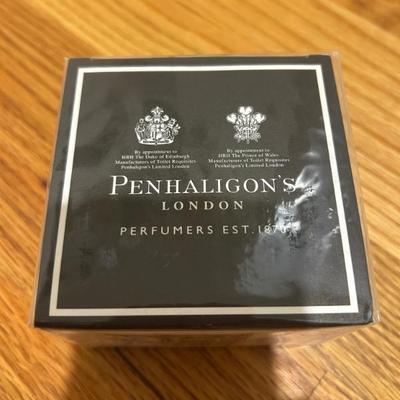 By appointment to
HRH The Duke of Edinburgh
Manufacturers of Toilet Requisites
Penhaligon's Limited London
By appointment to
HRH The Prince of Wales
Manufacturers of Toilet Requisites
Penhaligon's Limited London
PENHALIGON'S
LONDON
PERFUMERS EST. 1870